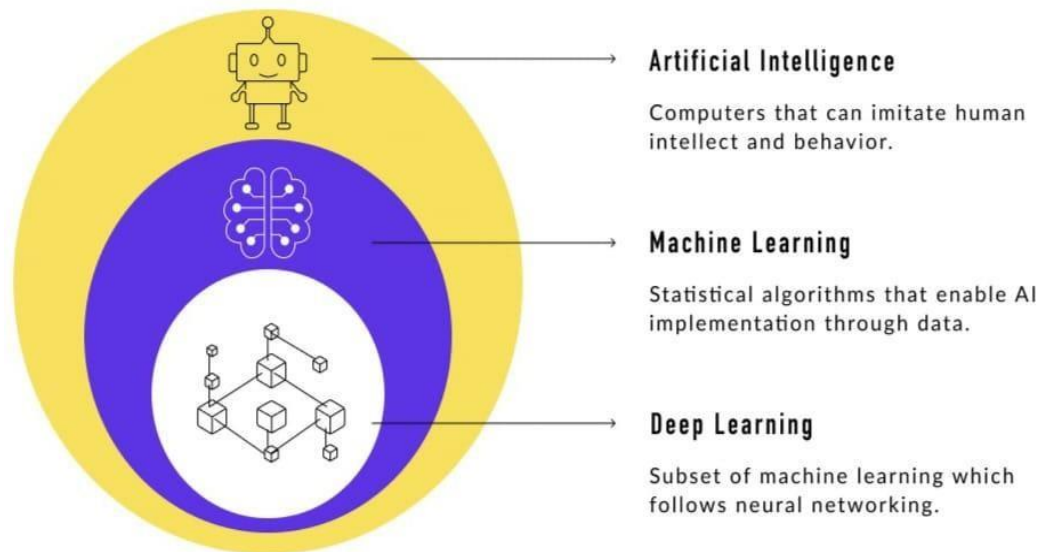 Artificial Intelligence
Computers that can imitate human
intellect and behavior.
Machine Learning
Statistical algorithms that enable AI
implementation through data.
Deep Learning
Subset of machine learning which
follows neural networking.